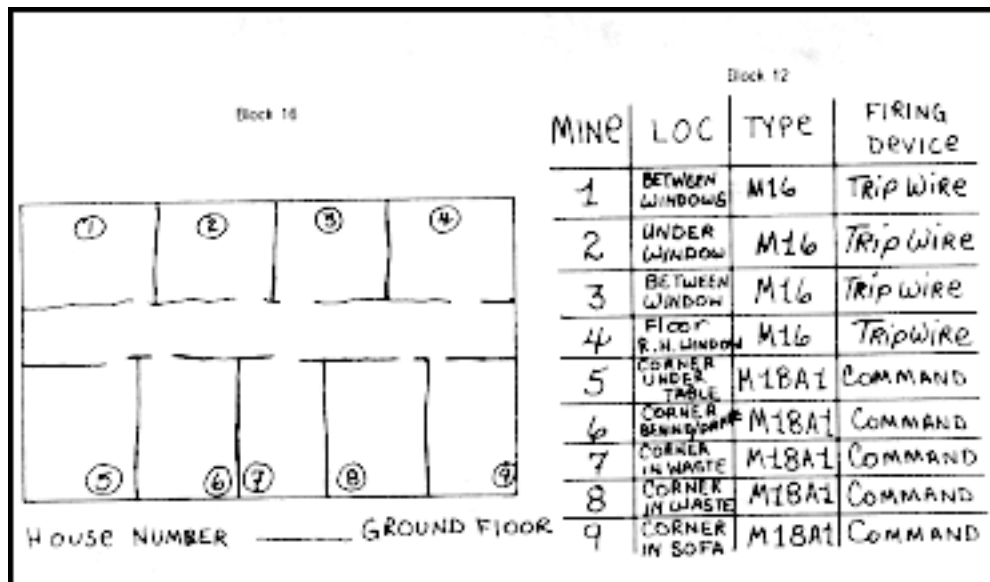 Block 16
①
②
③
④
⑤
⑥
⑦
⑧
⑨
HOUSE NUMBER ______ GROUND FLOOR
Block 12
MINE LOC TYPE FIRING DEVICE
1 BETWEEN WINDOWS M16 TRIP WIRE
2 UNDER WINDOW M16 TRIP WIRE
3 BETWEEN WINDOW M16 TRIP WIRE
4 Floor R.H. WINDOW M16 TRIPWIRE
5 CORNER UNDER TABLE M18A1 COMMAND
6 CORNER M18A1 COMMAND
7 CORNER IN WASTE M18A1 COMMAND
8 CORNER IN WASTE M18A1 COMMAND
9 CORNER IN SOFA M18A1 COMMAND